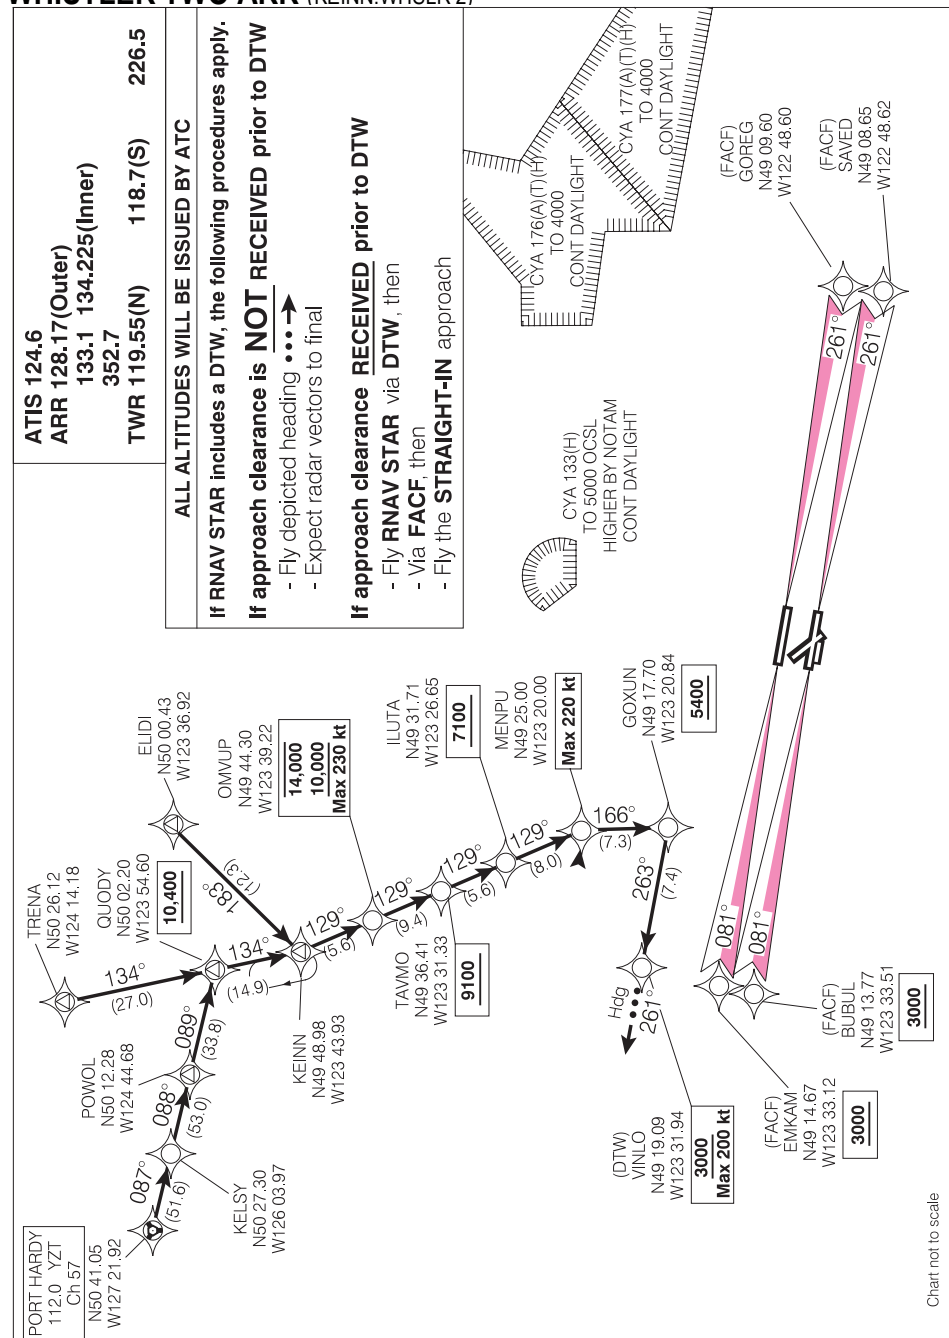 WHISTLER TWO ARR (KEINN.WHSLR 2)
ATIS 124.6
ARR 128.17(Outer)
133.1 134.225(Inner)
352.7
TWR 119.55(N) 118.7(S) 226.5
ALL ALTITUDES WILL BE ISSUED BY ATC
If RNAV STAR includes a DTW, the following procedures apply.
If approach clearance is NOT RECEIVED prior to DTW
- Fly depicted heading
- Expect radar vectors to final
If approach clearance RECEIVED prior to DTW
- Fly RNAV STAR via DTW, then
- Via FACF, then
- Fly the STRAIGHT-IN approach
CYA 177(A)(T)(H)
TO 4000
CONT DAYLIGHT
CYA 176(A)(T)(H)
TO 4000
CONT DAYLIGHT
CYA 133(H)
TO 5000 OCSL
HIGHER BY NOTAM
CONT DAYLIGHT
(FACF)
GOREG
N49 09.60
W122 48.60
(FACF)
SAVED
N49 08.65
W122 48.62
261°
261°
TRENA
N50 26.12
W124 14.18
134°
(27.0)
QUODY
N50 02.20
W123 54.60
10,400
ELIDI
N50 00.43
W123 36.92
183°
(12.3)
134°
(14.9)
PORT HARDY
112.0 YZT
Ch 57
N50 41.05
W127 21.92
087°
(51.6)
KELSY
N50 27.30
W126 03.97
088°
(53.0)
POWOL
N50 12.28
W124 44.68
089°
(33.8)
KEINN
N49 48.98
W123 43.93
129°
(5.6)
OMVUP
N49 44.30
W123 39.22
14,000
10,000
Max 230 kt
129°
(9.4)
TAVMO
N49 36.41
W123 31.33
9100
129°
(5.6)
ILUTA
N49 31.71
W123 26.65
7100
129°
(8.0)
MENPU
N49 25.00
W123 20.00
Max 220 kt
166°
(7.3)
GOXUN
N49 17.70
W123 20.84
5400
263°
(7.4)
Hdg
261°
(DTW)
VINLO
N49 19.09
W123 31.94
3000
Max 200 kt
081°
081°
(FACF)
EMKAM
N49 14.67
W123 33.12
3000
(FACF)
BUBUL
N49 13.77
W123 33.51
3000
Chart not to scale